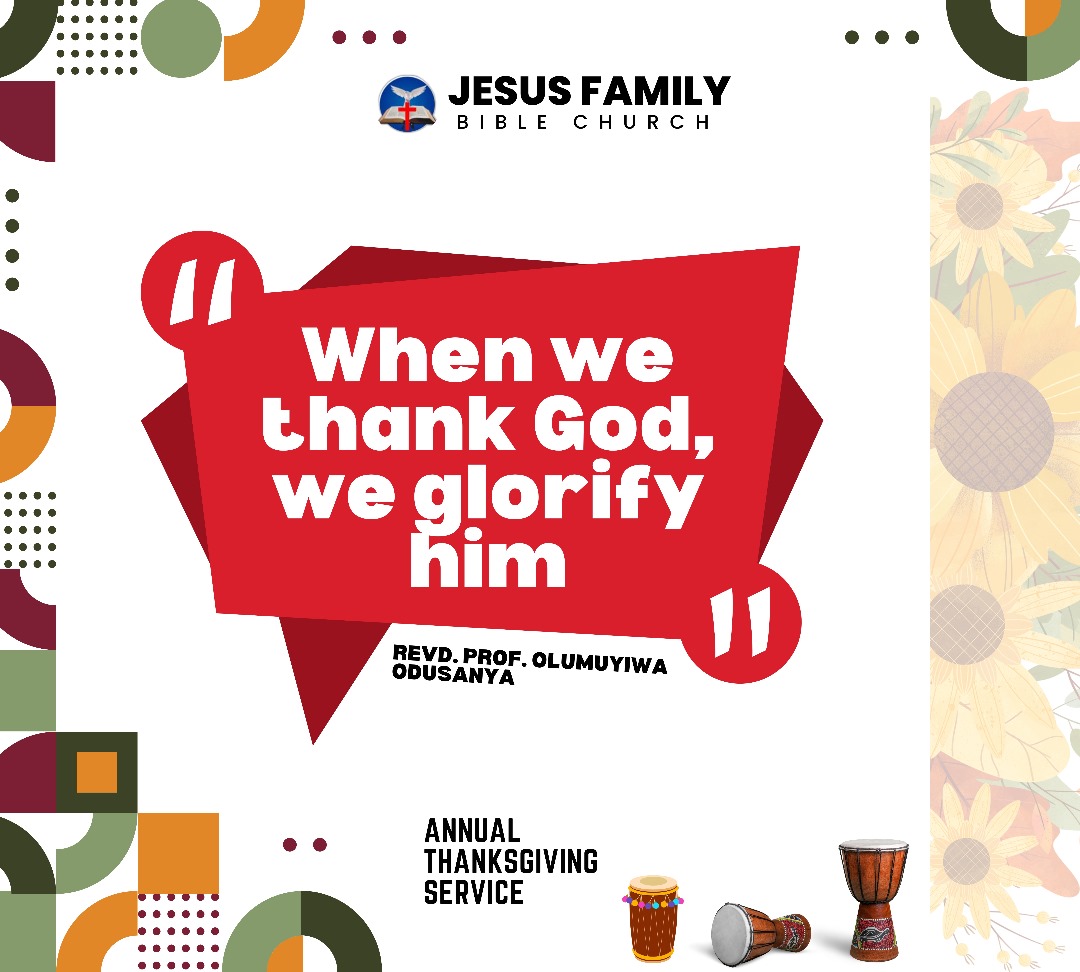 JESUS FAMILY
BIBLE CHURCH
"
When we
thank God,
we glorify
him
"
REVD. PROF. OLUMUYIWA
ODUSANYA
ANNUAL
THANKSGIVING
SERVICE